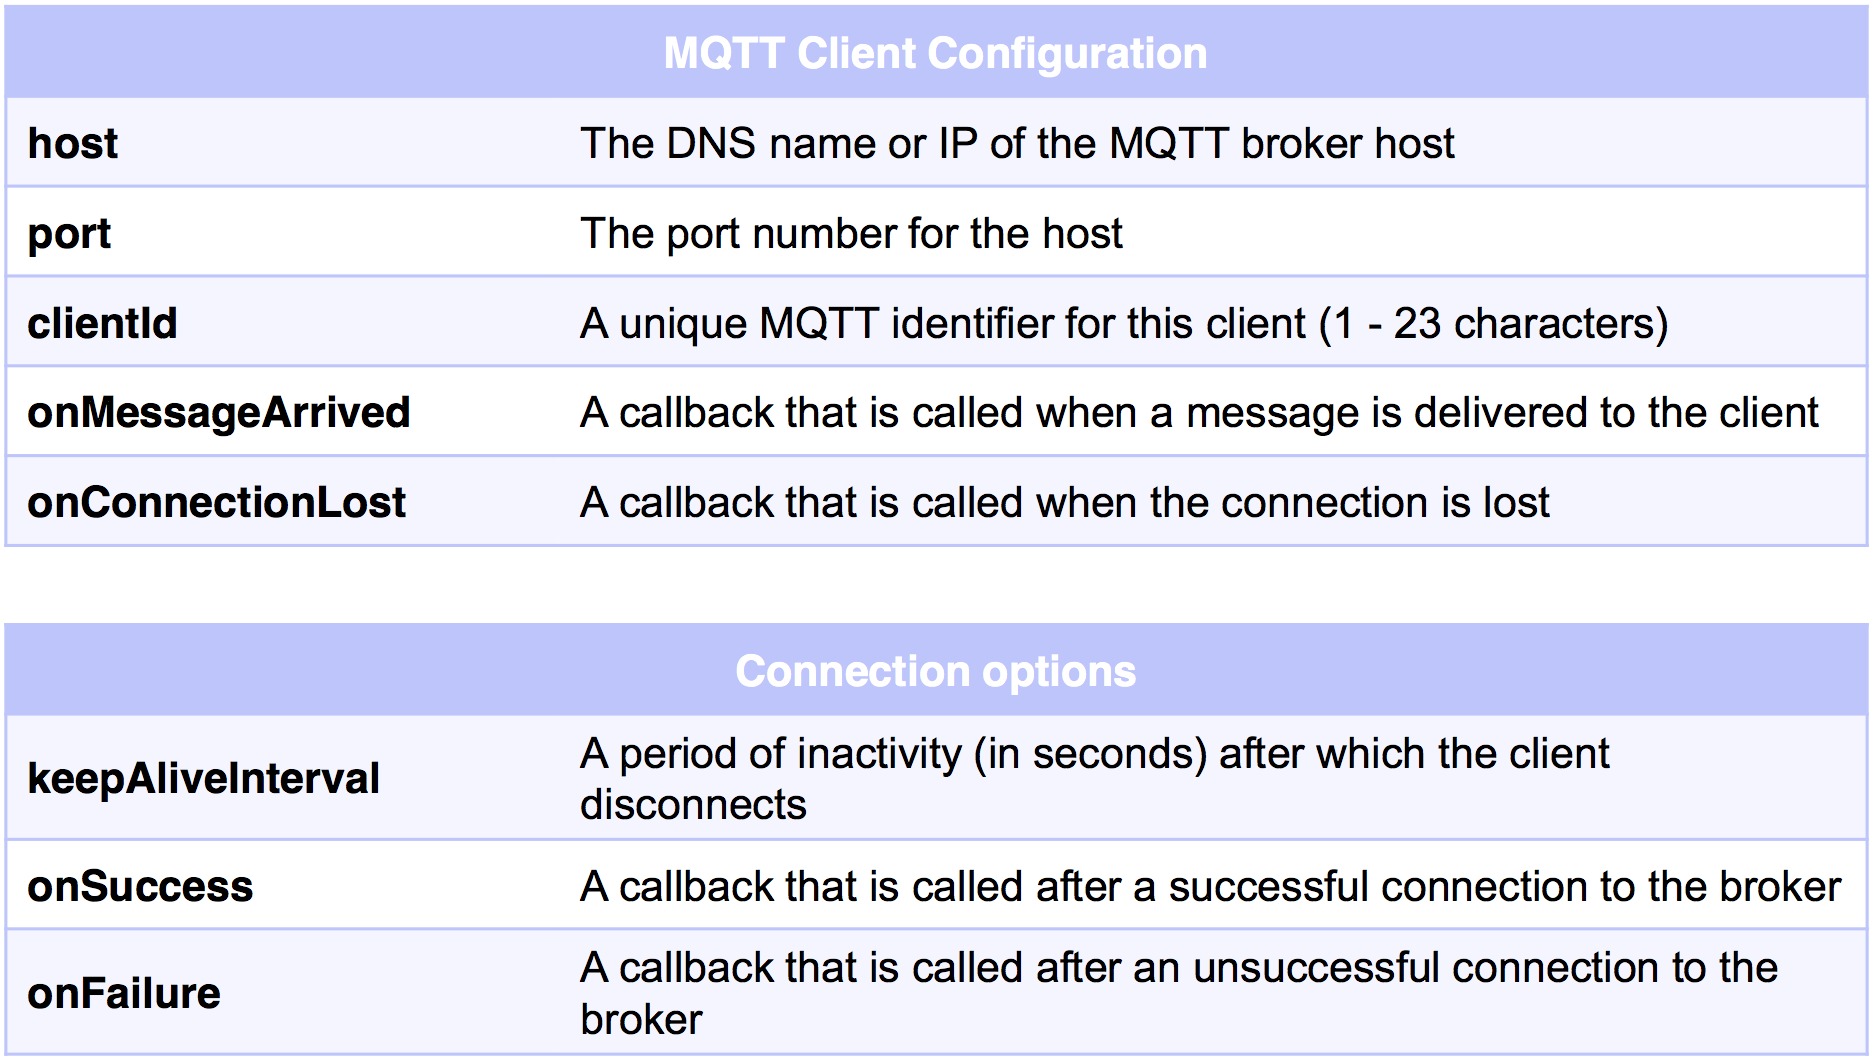 MQTT Client Configuration
host The DNS name or IP of the MQTT broker host
port The port number for the host
clientId A unique MQTT identifier for this client (1 - 23 characters)
onMessageArrived A callback that is called when a message is delivered to the client
onConnectionLost A callback that is called when the connection is lost
Connection options
keepAliveInterval A period of inactivity (in seconds) after which the client
disconnects
onSuccess A callback that is called after a successful connection to the broker
onFailure A callback that is called after an unsuccessful connection to the
broker